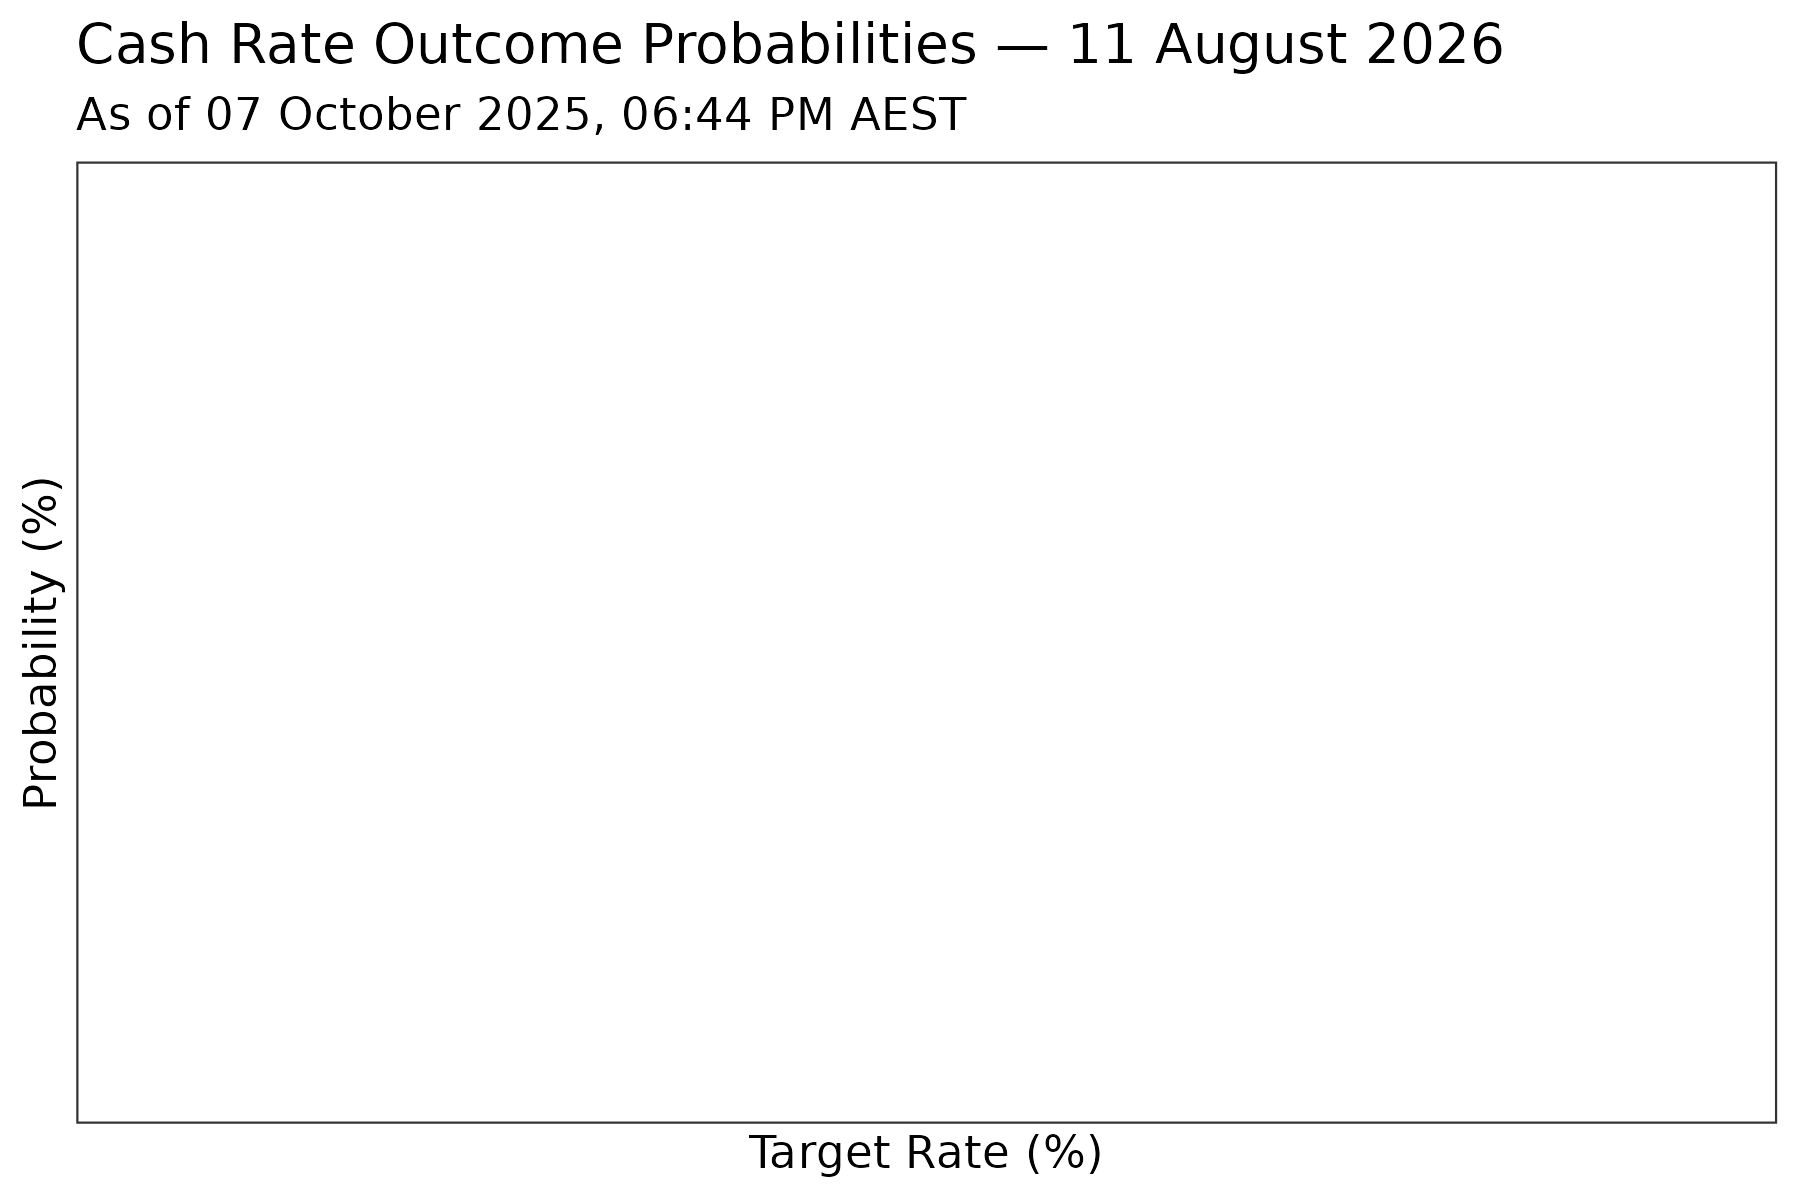 Cash Rate Outcome Probabilities — 11 August 2026
As of 07 October 2025, 06:44 PM AEST
Probability (%)
Target Rate (%)